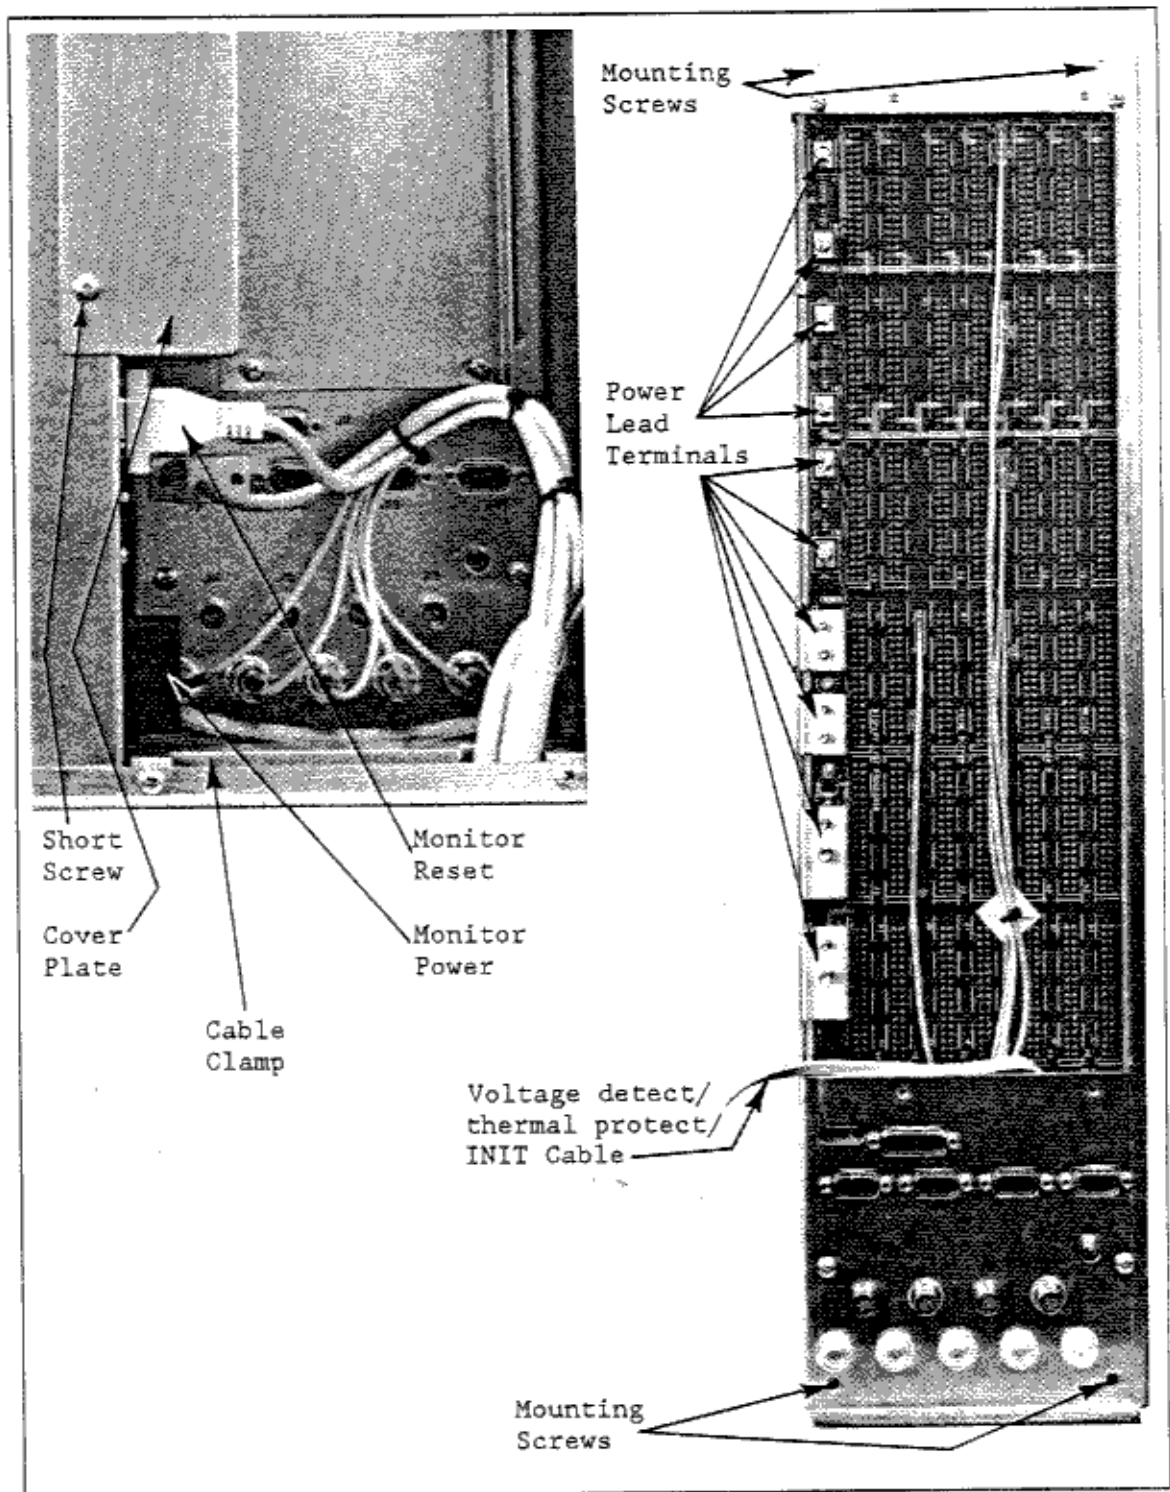 Mounting
Screws
Power
Lead
Terminals
Short
Screw
Monitor
Reset
Cover
Plate
Monitor
Power
Cable
Clamp
Voltage detect/
thermal protect/
INIT Cable
Mounting
Screws